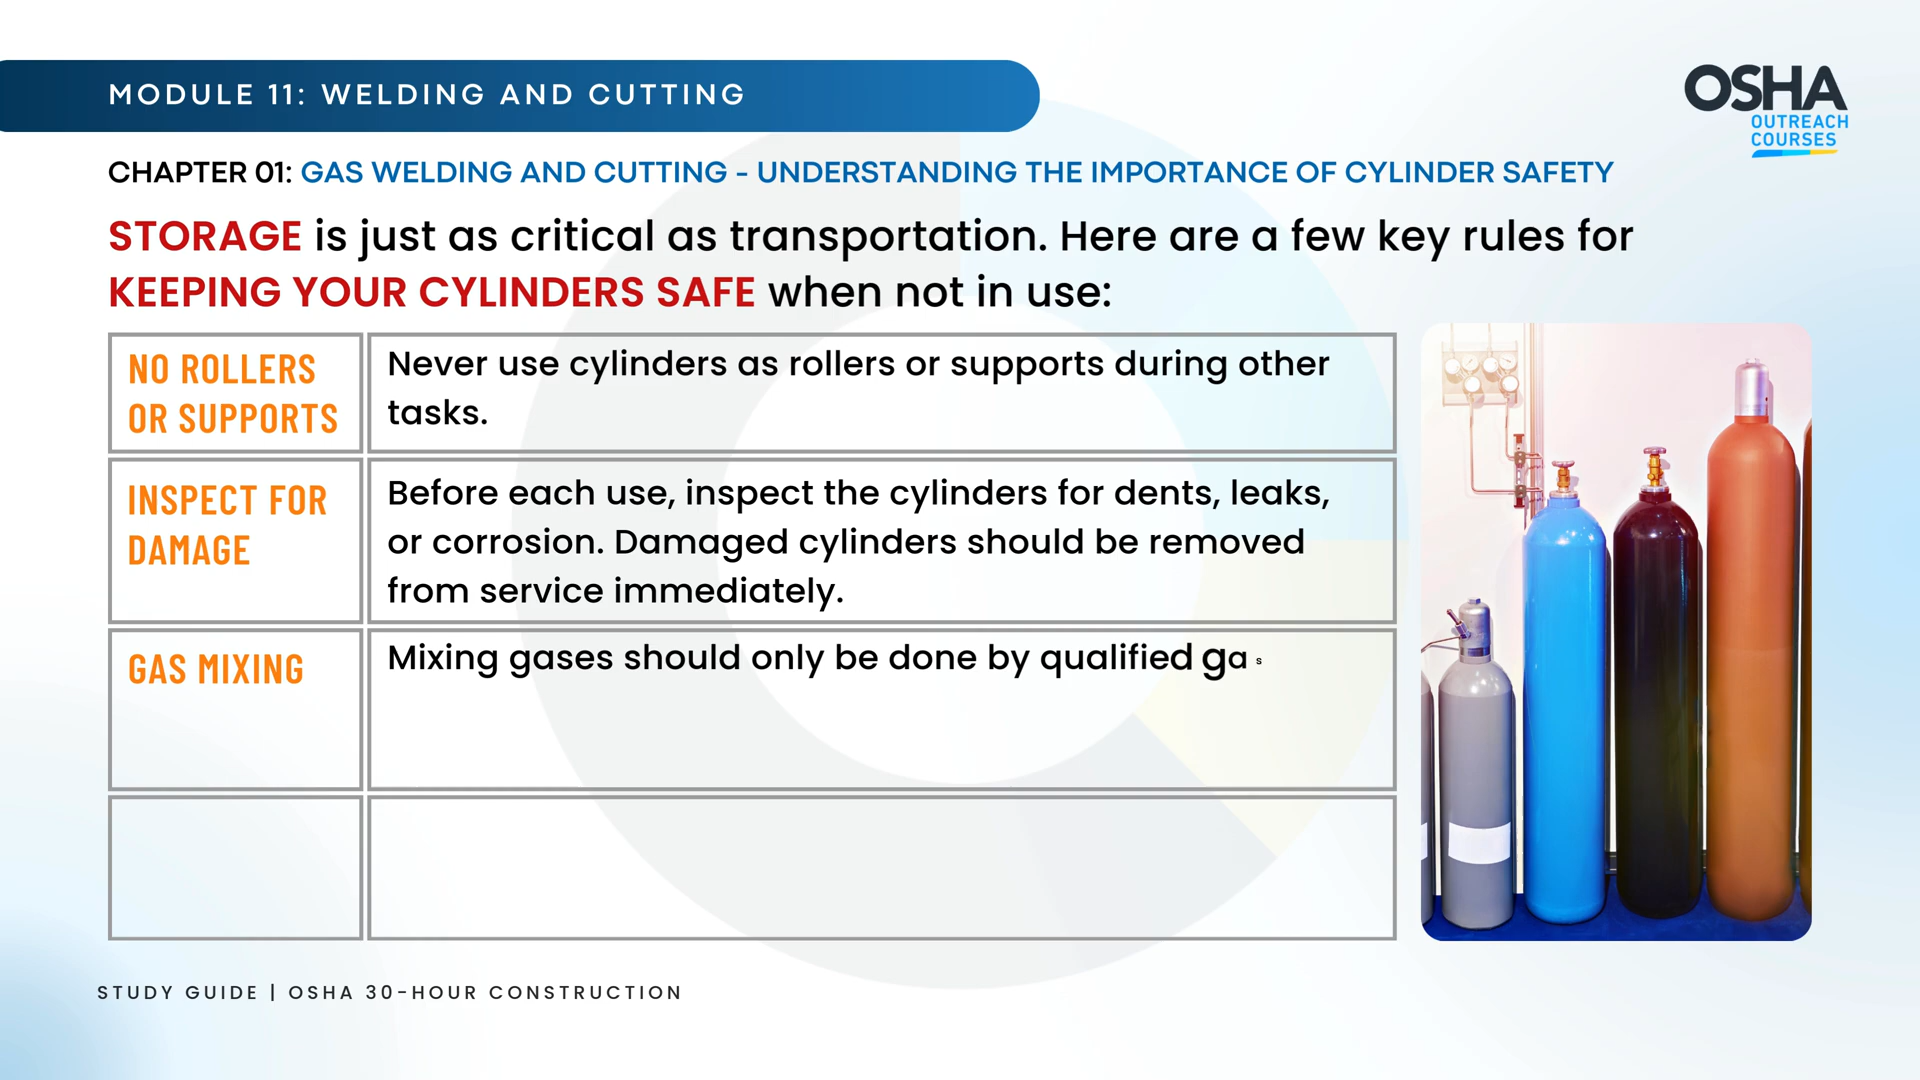 MODULE 11: WELDING AND CUTTING
OSHA
OUTREACH
COURSES
CHAPTER 01: GAS WELDING AND CUTTING - UNDERSTANDING THE IMPORTANCE OF CYLINDER SAFETY
STORAGE is just as critical as transportation. Here are a few key rules for
KEEPING YOUR CYLINDERS SAFE when not in use:
NO ROLLERS
OR SUPPORTS
Never use cylinders as rollers or supports during other
tasks.
INSPECT FOR
DAMAGE
Before each use, inspect the cylinders for dents, leaks,
or corrosion. Damaged cylinders should be removed
from service immediately.
GAS MIXING
Mixing gases should only be done by qualified gas
STUDY GUIDE | OSHA 30-HOUR CONSTRUCTION